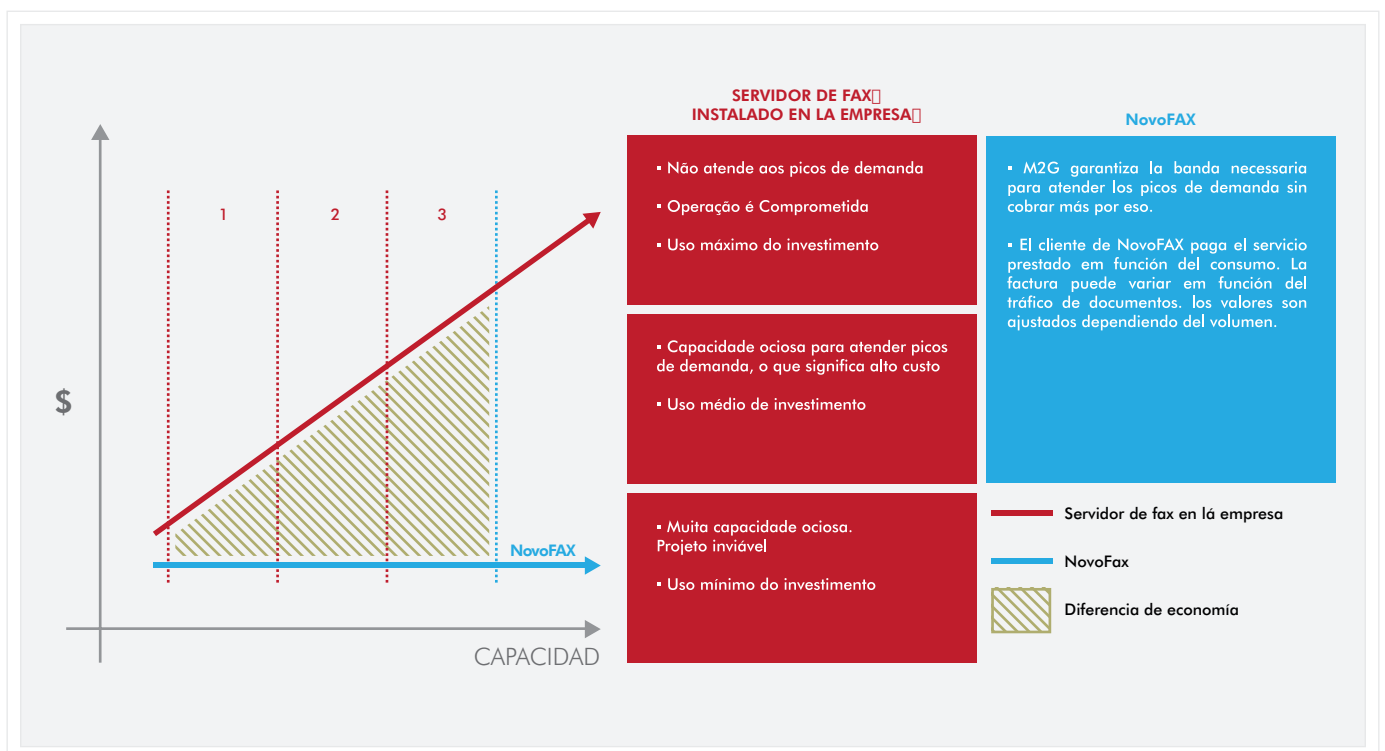 $
1
2
3
NovoFAX
CAPACIDAD
SERVIDOR DE FAX
INSTALADO EN LA EMPRESA
▪ Não atende aos picos de demanda
▪ Operação é Comprometida
▪ Uso máximo do investimento
▪ Capacidade ociosa para atender picos
de demanda, o que significa alto custo
▪ Uso médio de investimento
▪ Muita capacidade ociosa.
Projeto inviável
▪ Uso mínimo do investimento
NovoFAX
▪ M2G garantiza la banda necessaria
para atender los picos de demanda sin
cobrar más por eso.
▪ El cliente de NovoFAX paga el servicio
prestado em función del consumo. La
factura puede variar em función del
tráfico de documentos. los valores son
ajustados dependiendo del volumen.
Servidor de fax en lá empresa
NovoFax
Diferencia de economía